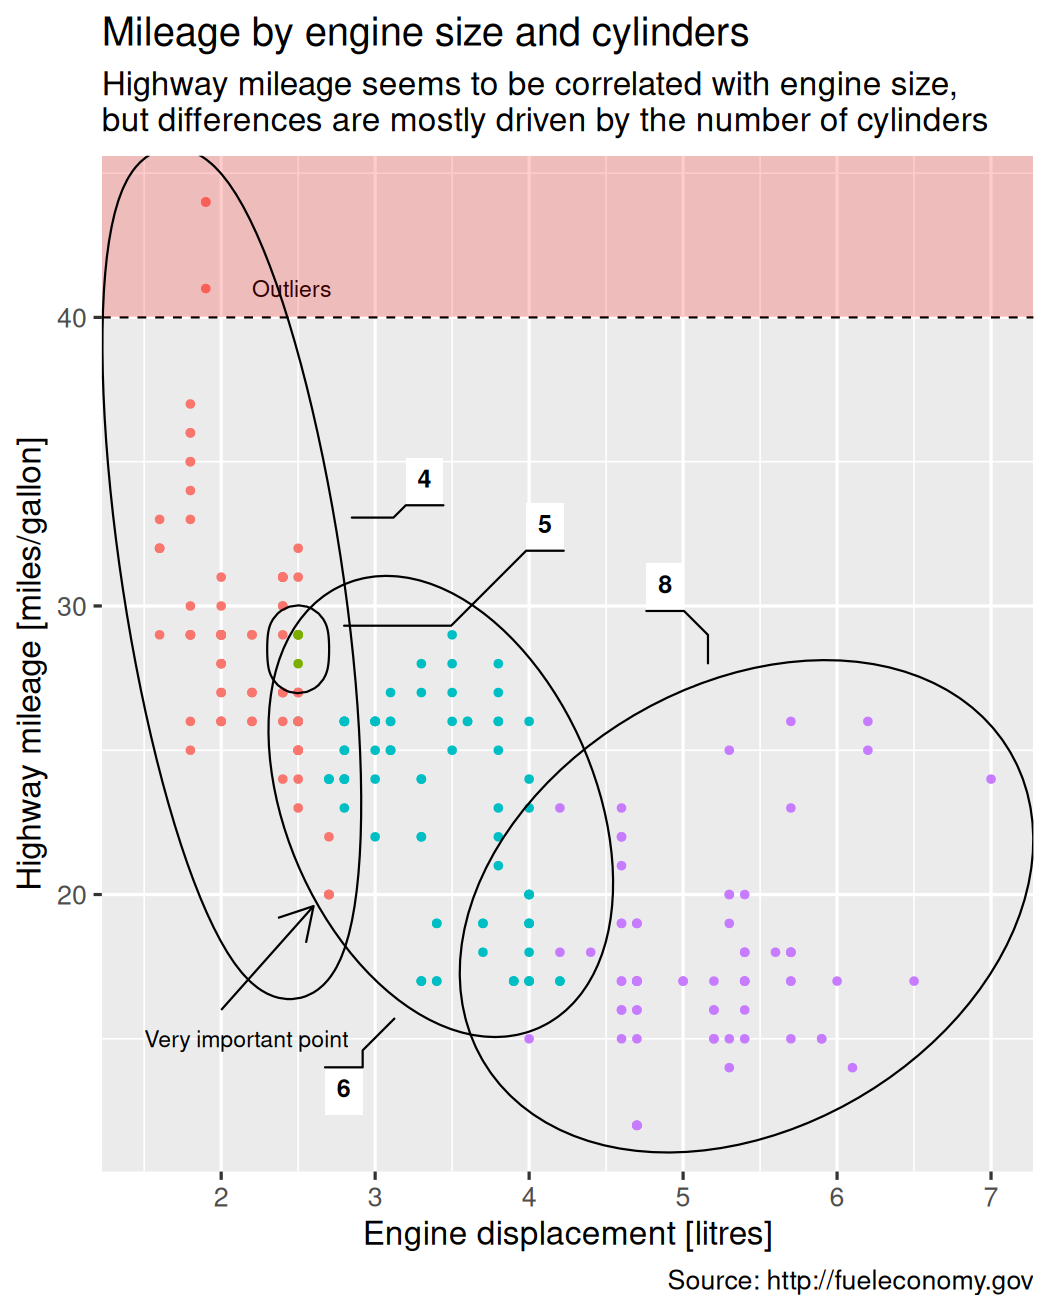 Mileage by engine size and cylinders
Highway mileage seems to be correlated with engine size,
but differences are mostly driven by the number of cylinders
Outliers
40
4
5
8
30
20
Very important point
6
2 3 4 5 6 7
Highway mileage [miles/gallon]
Engine displacement [litres]
Source: http://fueleconomy.gov